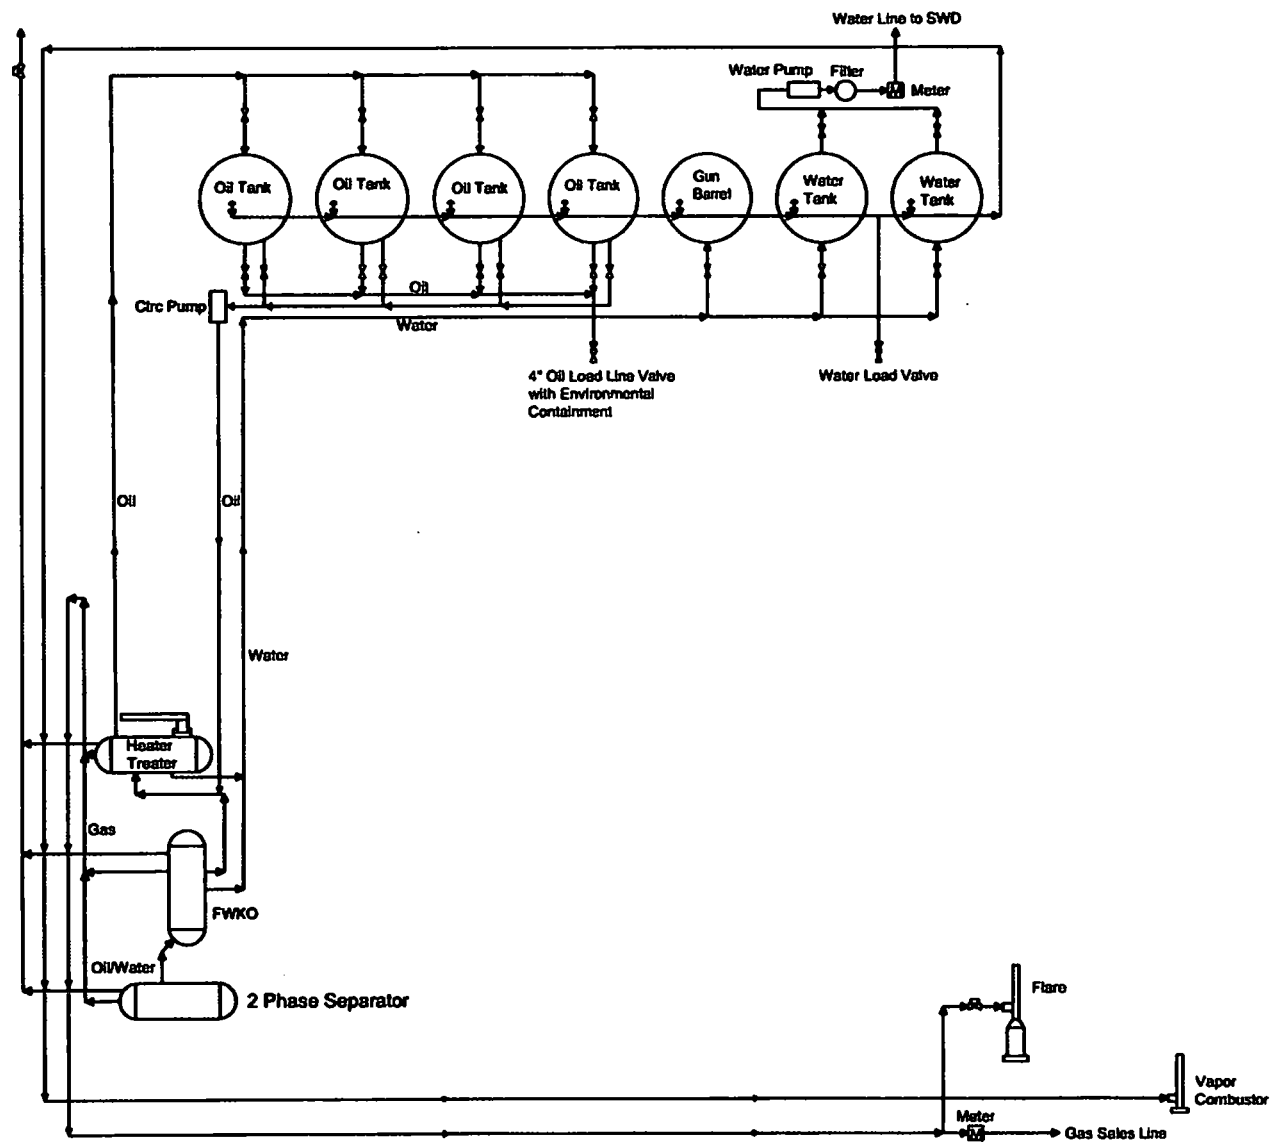 Water Line to SWD
Water Pump
Filter
Meter
Oil Tank
Oil Tank
Oil Tank
Oil Tank
Gun
Barrel
Water
Tank
Water
Tank
Oil
Circ Pump
Water
4" Oil Load Line Valve
with Environmental
Containment
Water Load Valve
Oil
Oil
Water
Heater
Treater
Gas
FWKO
Oil/Water
2 Phase Separator
Flare
Vapor
Combustor
Meter
Gas Sales Line